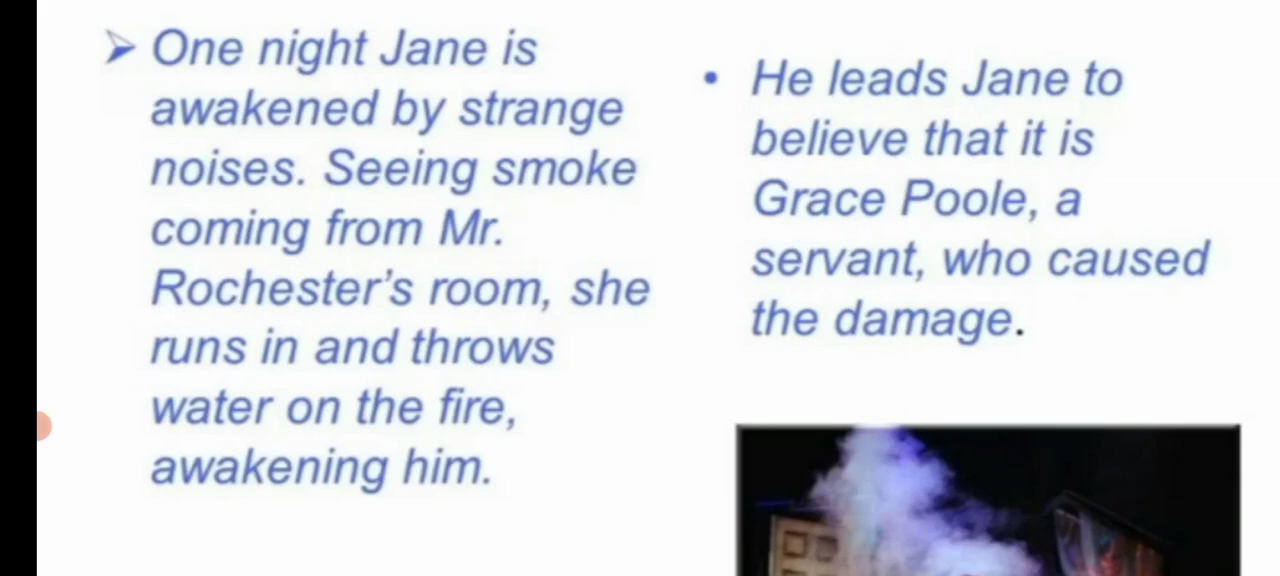 ➢ One night Jane is
awakened by strange
noises. Seeing smoke
coming from Mr.
Rochester's room, she
runs in and throws
water on the fire,
awakening him.
• He leads Jane to
believe that it is
Grace Poole, a
servant, who caused
the damage.